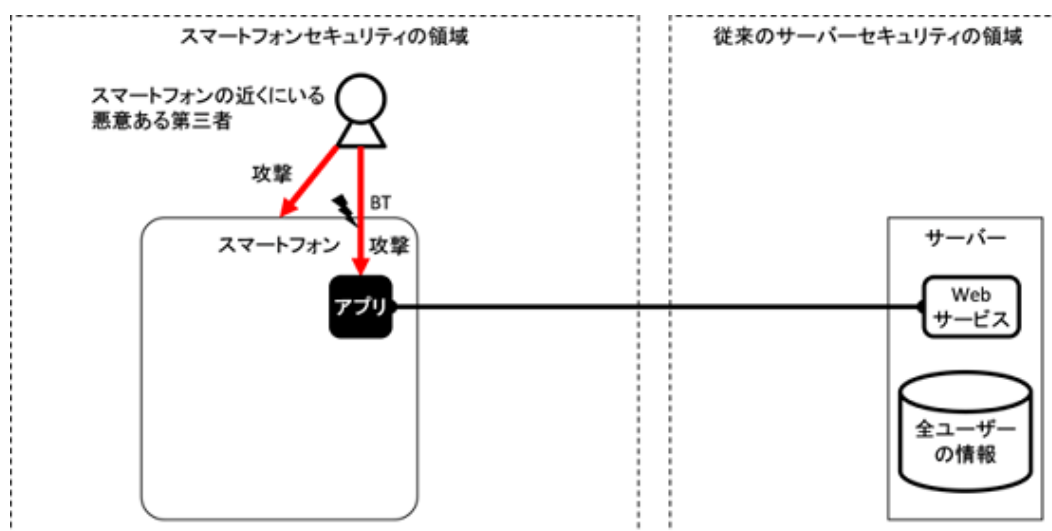 スマートフォンセキュリティの領域
従来のサーバーセキュリティの領域
スマートフォンの近くにいる
悪意ある第三者
攻撃
BT
スマートフォン
攻撃
アプリ
サーバー
Web
サービス
全ユーザー
の情報